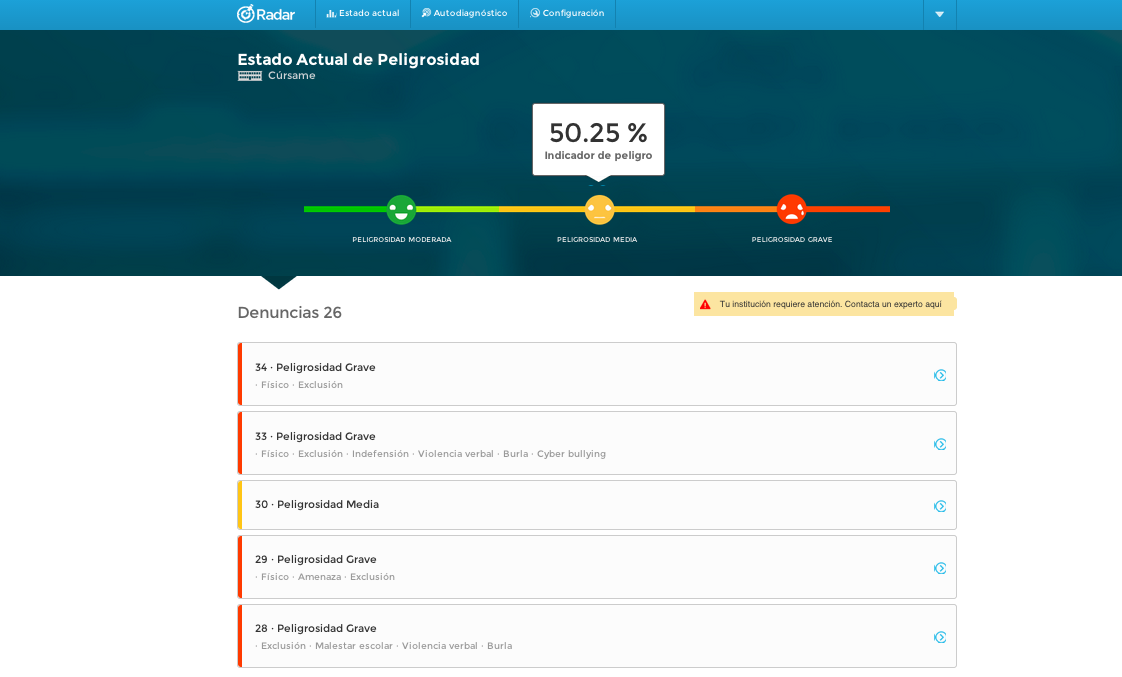 Radar
Estado actual
Autodiagnóstico
Configuración
Estado Actual de Peligrosidad
Cúrsame
50.25 %
Indicador de peligro
PELIGROSIDAD MODERADA
PELIGROSIDAD MEDIA
PELIGROSIDAD GRAVE
Denuncias 26
Tu institución requiere atención. Contacta un experto aquí
34 · Peligrosidad Grave
· Físico · Exclusión
33 · Peligrosidad Grave
· Físico · Exclusión · Indefensión · Violencia verbal · Burla · Cyber bullying
30 · Peligrosidad Media
29 · Peligrosidad Grave
· Físico · Amenaza · Exclusión
28 · Peligrosidad Grave
· Exclusión · Malestar escolar · Violencia verbal · Burla